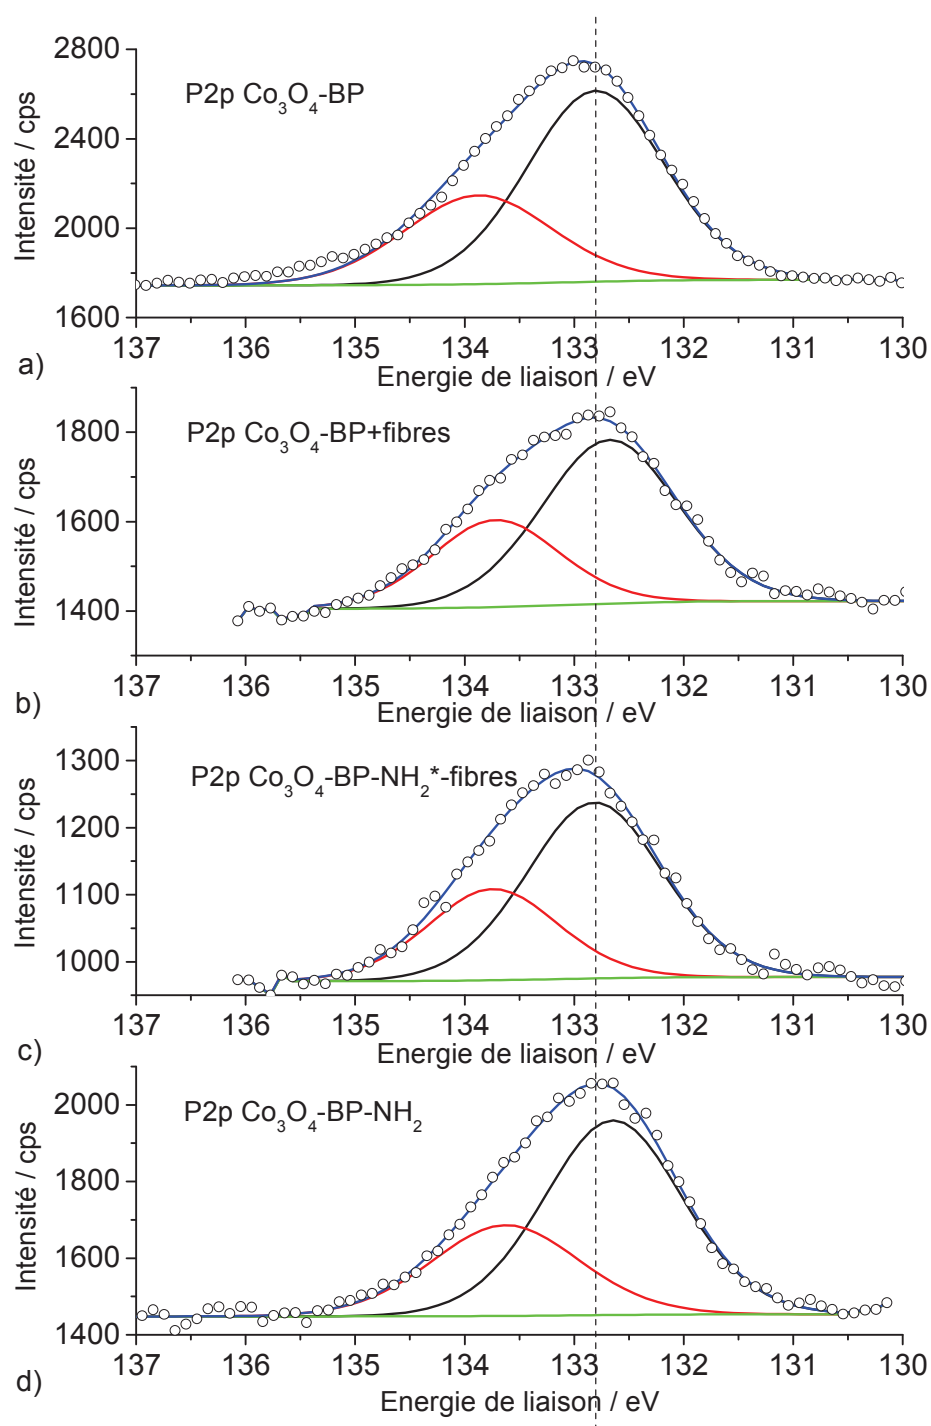 2800
2400
2000
1600
Intensité / cps
P2p Co₃O₄-BP
137 136 135 134 133 132 131 130
Energie de liaison / eV
a)
1800
1600
1400
Intensité / cps
P2p Co₃O₄-BP+fibres
137 136 135 134 133 132 131 130
Energie de liaison / eV
b)
1300
1200
1100
1000
Intensité / cps
P2p Co₃O₄-BP-NH₂*-fibres
137 136 135 134 133 132 131 130
Energie de liaison / eV
c)
2000
1800
1600
1400
Intensité / cps
P2p Co₃O₄-BP-NH₂
137 136 135 134 133 132 131 130
Energie de liaison / eV
d)